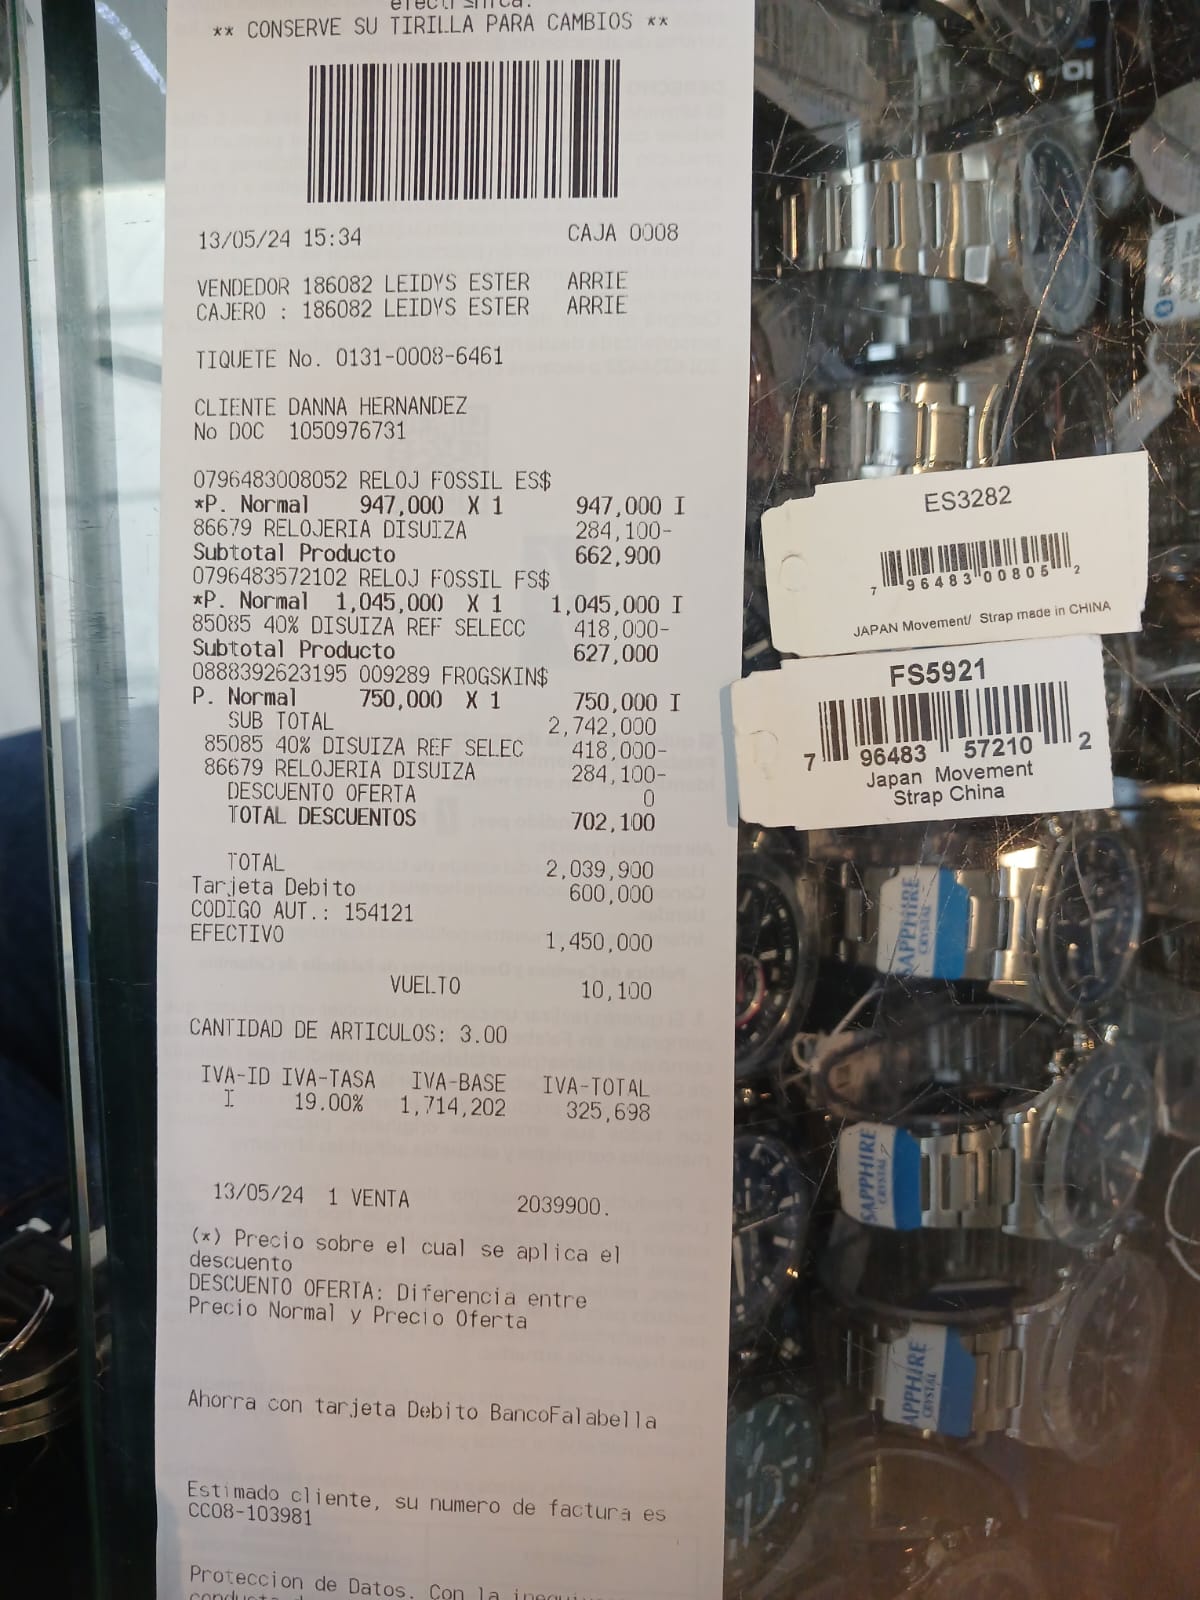 ** CONSERVE SU TIRILLA PARA CAMBIOS **
13/05/24 15:34 CAJA 0008
VENDEDOR 186082 LEIDYS ESTER ARRIE
CAJERO : 186082 LEIDYS ESTER ARRIE
TIQUETE No. 0131-0008-6461
CLIENTE DANNA HERNANDEZ
No DOC 1050976731
0796483008052 RELOJ FOSSIL ES$
*P. Normal 947,000 X 1 947,000 I
86679 RELOJERIA DISUIZA 284,100-
Subtotal Producto 662,900
0796483572102 RELOJ FOSSIL FS$
*P. Normal 1,045,000 X 1 1,045,000 I
85085 40% DISUIZA REF SELECC 418,000-
Subtotal Producto 627,000
0888392623195 009289 FROGSKIN$
P. Normal 750,000 X 1 750,000 I
SUB TOTAL 2,742,000
85085 40% DISUIZA REF SELEC 418,000-
86679 RELOJERIA DISUIZA 284,100-
DESCUENTO OFERTA 0
TOTAL DESCUENTOS 702,100
TOTAL 2,039,900
Tarjeta Debito 600,000
CODIGO AUT.: 154121
EFECTIVO 1,450,000
VUELTO 10,100
CANTIDAD DE ARTICULOS: 3.00
IVA-ID IVA-TASA IVA-BASE IVA-TOTAL
I 19.00% 1,714,202 325,698
13/05/24 1 VENTA 2039900.
(*) Precio sobre el cual se aplica el
descuento
DESCUENTO OFERTA: Diferencia entre
Precio Normal y Precio Oferta
Ahorra con tarjeta Debito BancoFalabella
Estimado cliente, su numero de factura es
CC08-103981
Proteccion de Datos. Con la
ES3282
7 96483 00805 2
JAPAN Movement/ Strap made in CHINA
FS5921
7 96483 57210 2
Japan Movement
Strap China
SAPPHIRE
CRYSTAL
SAPPHIRE
CRYSTAL
SAPPHIRE
CRYSTAL